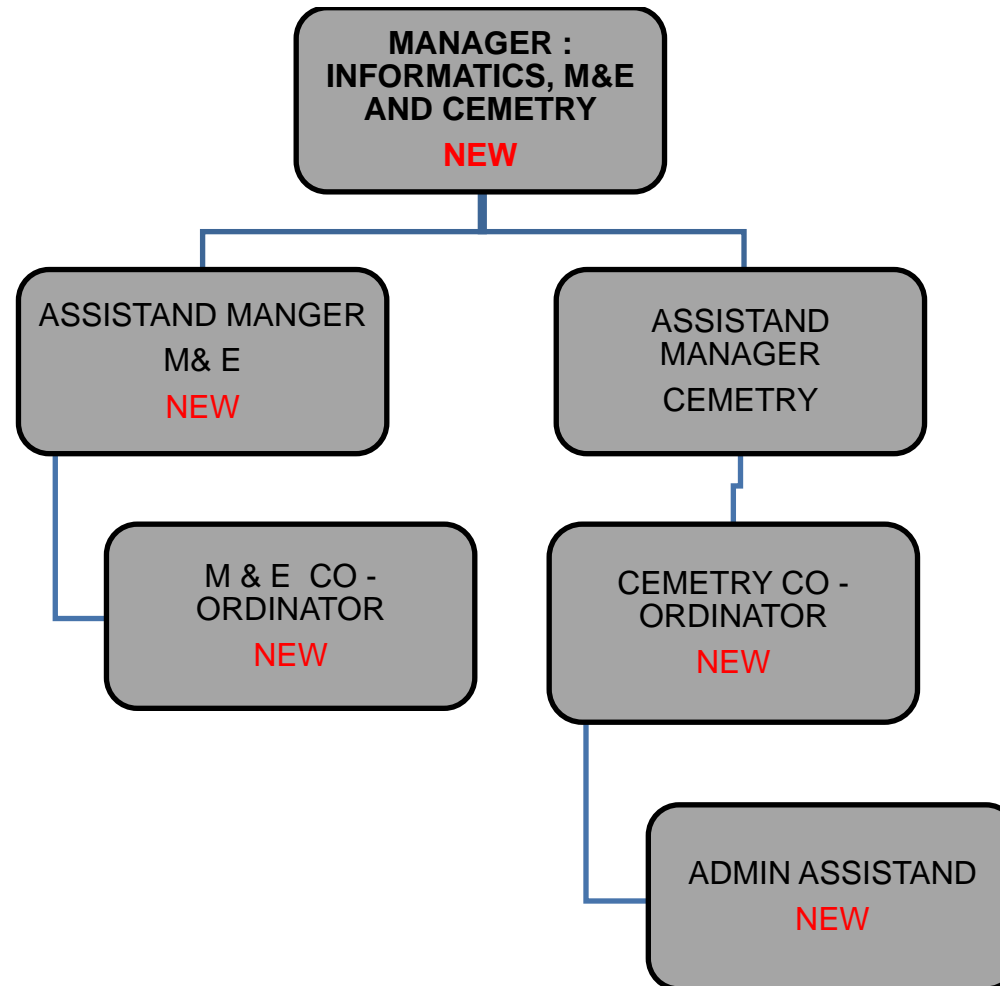 MANAGER :
INFORMATICS, M&E
AND CEMETRY
NEW
ASSISTAND MANGER
M& E
NEW
ASSISTAND
MANAGER
CEMETRY
M & E  CO -
ORDINATOR
NEW
CEMETRY CO -
ORDINATOR
NEW
ADMIN ASSISTAND
NEW